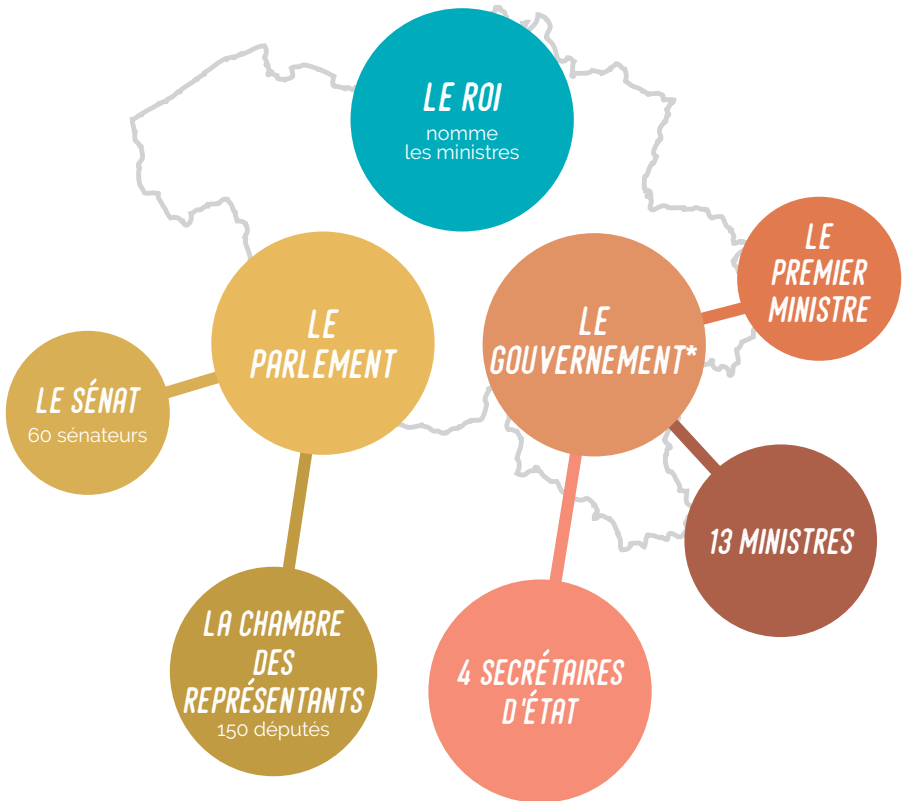 LE ROI
nomme
les ministres
LE
PREMIER
MINISTRE
LE
PARLEMENT
LE
GOUVERNEMENT*
LE SÉNAT
60 sénateurs
13 MINISTRES
LA CHAMBRE
DES
REPRÉSENTANTS
150 députés
4 SECRÉTAIRES
D'ÉTAT